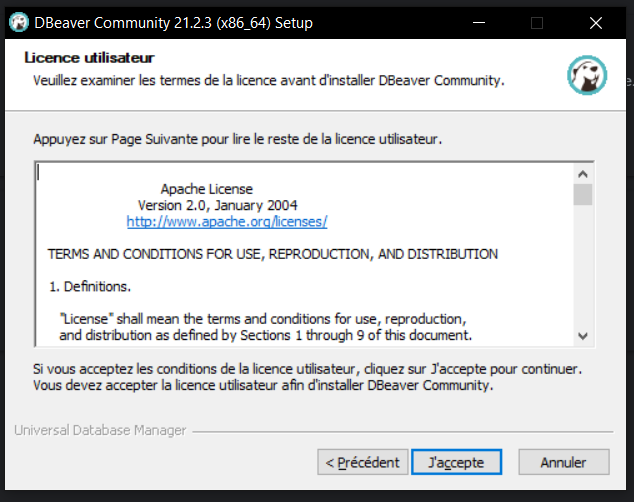 DBeaver Community 21.2.3 (x86_64) Setup
Licence utilisateur
Veuillez examiner les termes de la licence avant d'installer DBeaver Community.
Appuyez sur Page Suivante pour lire le reste de la licence utilisateur.
Apache License
Version 2.0, January 2004
http://www.apache.org/licenses/
TERMS AND CONDITIONS FOR USE, REPRODUCTION, AND DISTRIBUTION
1. Definitions.
"License" shall mean the terms and conditions for use, reproduction,
and distribution as defined by Sections 1 through 9 of this document.
Si vous acceptez les conditions de la licence utilisateur, cliquez sur J'accepte pour continuer.
Vous devez accepter la licence utilisateur afin d'installer DBeaver Community.
Universal Database Manager
< Précédent
J'accepte
Annuler